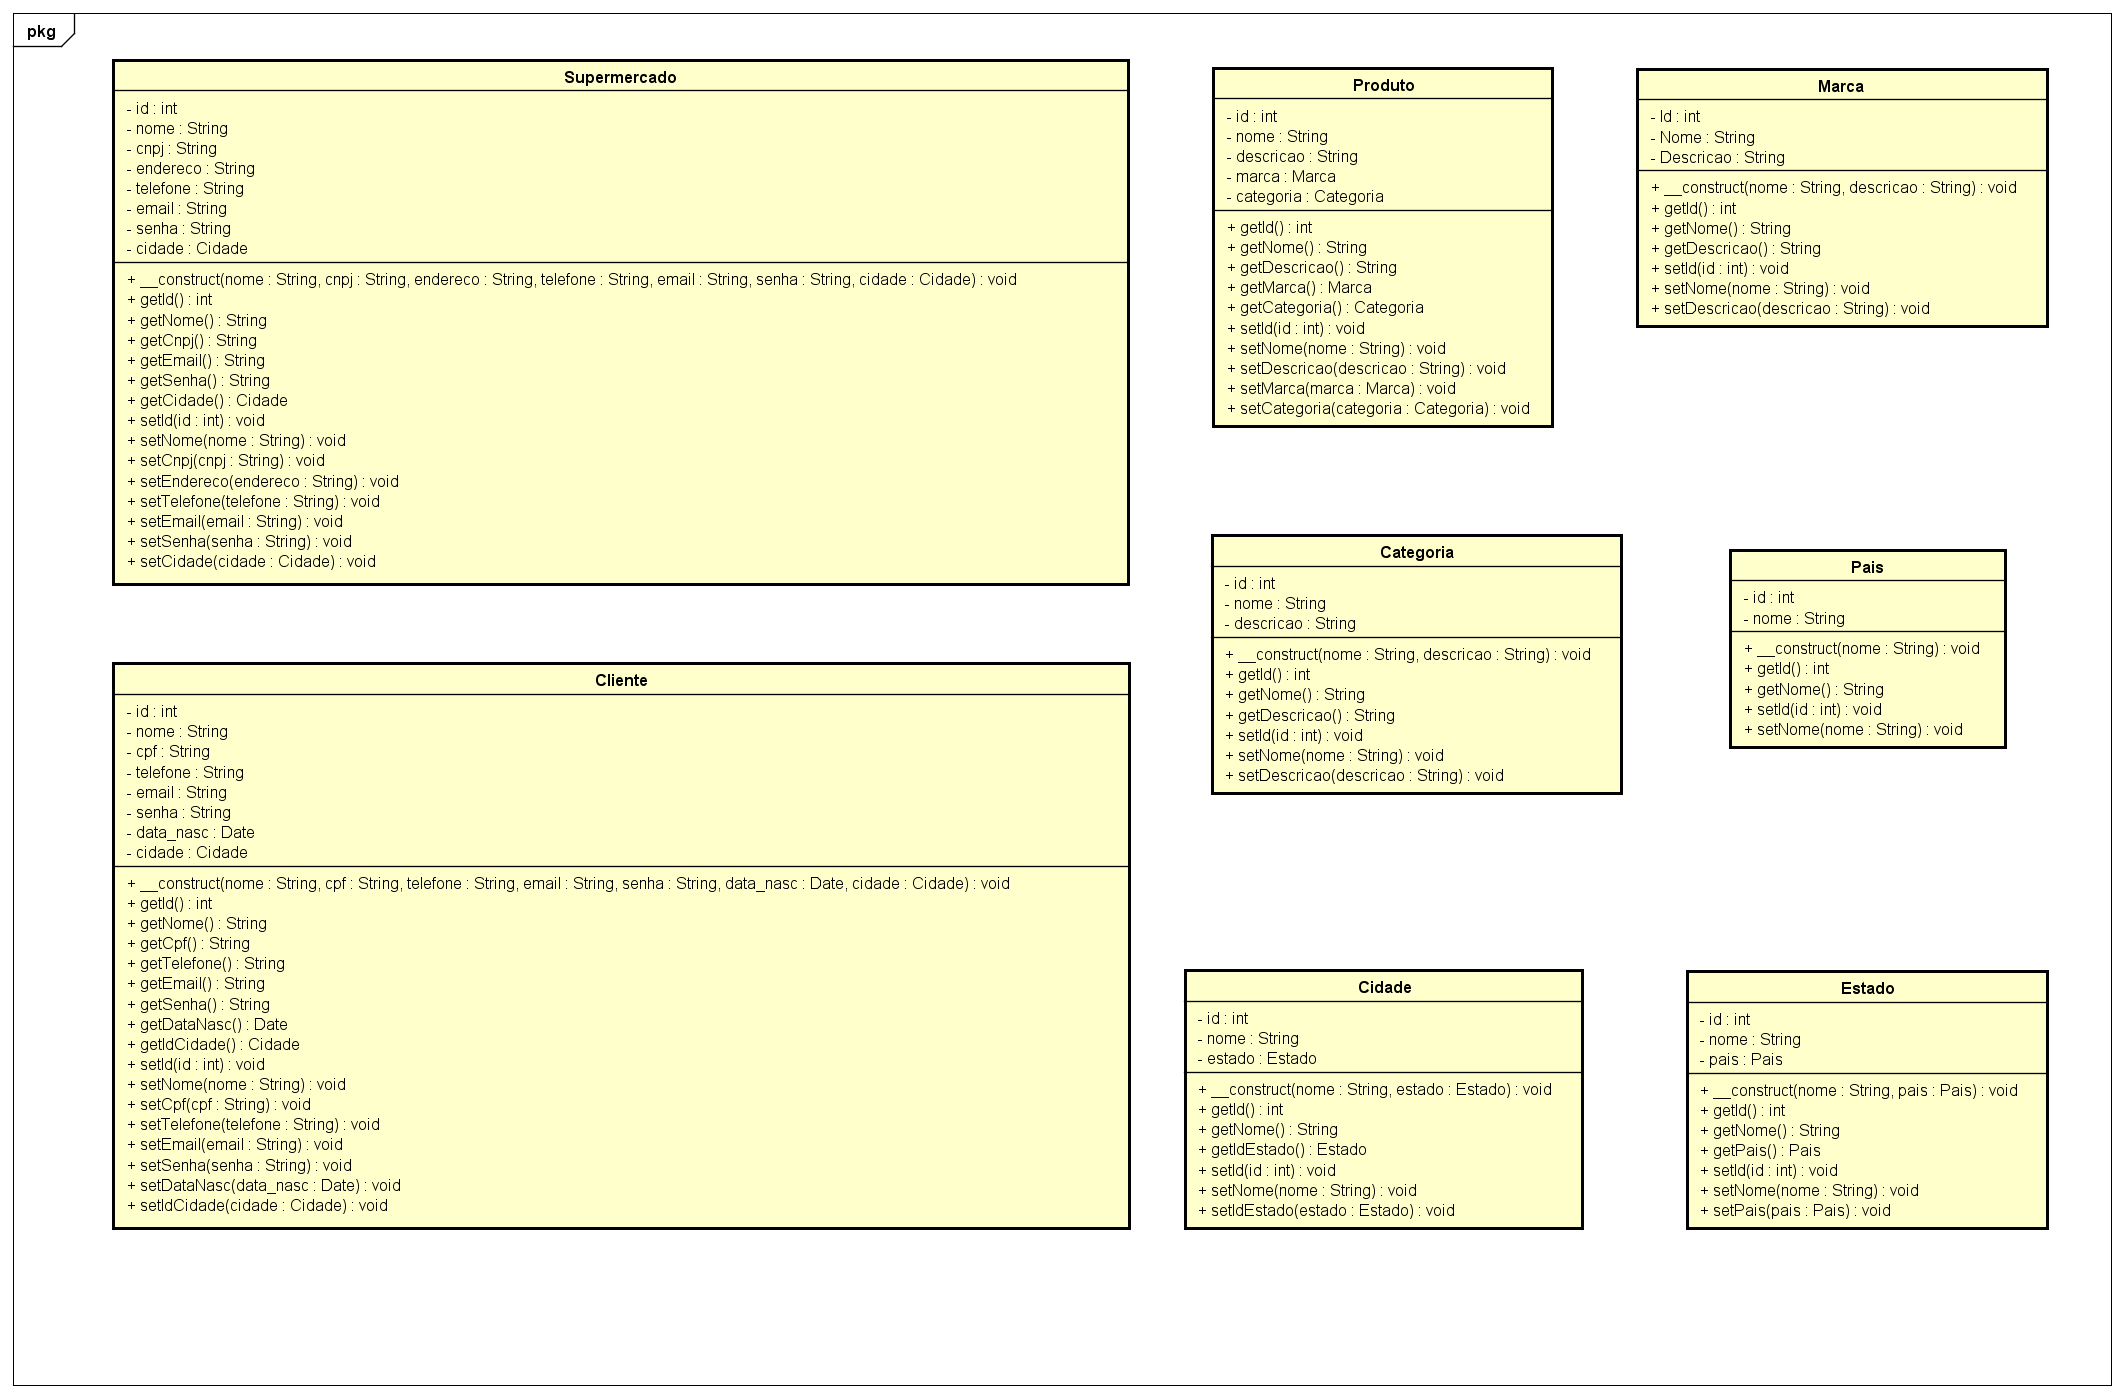 pkg
Supermercado
- id : int
- nome : String
- cnpj : String
- endereco : String
- telefone : String
- email : String
- senha : String
- cidade : Cidade
+ __construct(nome : String, cnpj : String, endereco : String, telefone : String, email : String, senha : String, cidade : Cidade) : void
+ getId() : int
+ getNome() : String
+ getCnpj() : String
+ getEmail() : String
+ getSenha() : String
+ getCidade() : Cidade
+ setId(id : int) : void
+ setNome(nome : String) : void
+ setCnpj(cnpj : String) : void
+ setEndereco(endereco : String) : void
+ setTelefone(telefone : String) : void
+ setEmail(email : String) : void
+ setSenha(senha : String) : void
+ setCidade(cidade : Cidade) : void
Produto
- id : int
- nome : String
- descricao : String
- marca : Marca
- categoria : Categoria
+ getId() : int
+ getNome() : String
+ getDescricao() : String
+ getMarca() : Marca
+ getCategoria() : Categoria
+ setId(id : int) : void
+ setNome(nome : String) : void
+ setDescricao(descricao : String) : void
+ setMarca(marca : Marca) : void
+ setCategoria(categoria : Categoria) : void
Marca
- Id : int
- Nome : String
- Descricao : String
+ __construct(nome : String, descricao : String) : void
+ getId() : int
+ getNome() : String
+ getDescricao() : String
+ setId(id : int) : void
+ setNome(nome : String) : void
+ setDescricao(descricao : String) : void
Categoria
- id : int
- nome : String
- descricao : String
+ __construct(nome : String, descricao : String) : void
+ getId() : int
+ getNome() : String
+ getDescricao() : String
+ setId(id : int) : void
+ setNome(nome : String) : void
+ setDescricao(descricao : String) : void
Pais
- id : int
- nome : String
+ __construct(nome : String) : void
+ getId() : int
+ getNome() : String
+ setId(id : int) : void
+ setNome(nome : String) : void
Cliente
- id : int
- nome : String
- cpf : String
- telefone : String
- email : String
- senha : String
- data_nasc : Date
- cidade : Cidade
+ __construct(nome : String, cpf : String, telefone : String, email : String, senha : String, data_nasc : Date, cidade : Cidade) : void
+ getId() : int
+ getNome() : String
+ getCpf() : String
+ getTelefone() : String
+ getEmail() : String
+ getSenha() : String
+ getDataNasc() : Date
+ getIdCidade() : Cidade
+ setId(id : int) : void
+ setNome(nome : String) : void
+ setCpf(cpf : String) : void
+ setTelefone(telefone : String) : void
+ setEmail(email : String) : void
+ setSenha(senha : String) : void
+ setDataNasc(data_nasc : Date) : void
+ setIdCidade(cidade : Cidade) : void
Cidade
- id : int
- nome : String
- estado : Estado
+ __construct(nome : String, estado : Estado) : void
+ getId() : int
+ getNome() : String
+ getIdEstado() : Estado
+ setId(id : int) : void
+ setNome(nome : String) : void
+ setIdEstado(estado : Estado) : void
Estado
- id : int
- nome : String
- pais : Pais
+ __construct(nome : String, pais : Pais) : void
+ getId() : int
+ getNome() : String
+ getPais() : Pais
+ setId(id : int) : void
+ setNome(nome : String) : void
+ setPais(pais : Pais) : void